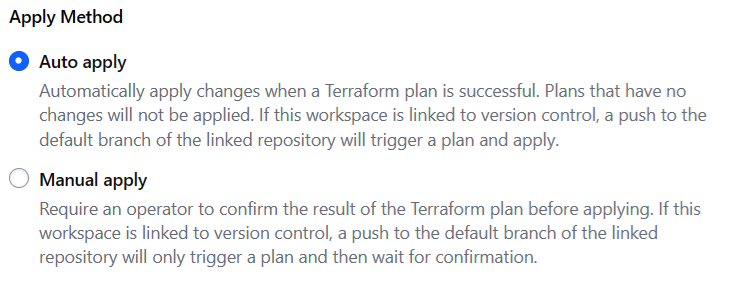 Apply Method
Auto apply
Automatically apply changes when a Terraform plan is successful. Plans that have no
changes will not be applied. If this workspace is linked to version control, a push to the
default branch of the linked repository will trigger a plan and apply.
Manual apply
Require an operator to confirm the result of the Terraform plan before applying. If this
workspace is linked to version control, a push to the default branch of the linked
repository will only trigger a plan and then wait for confirmation.